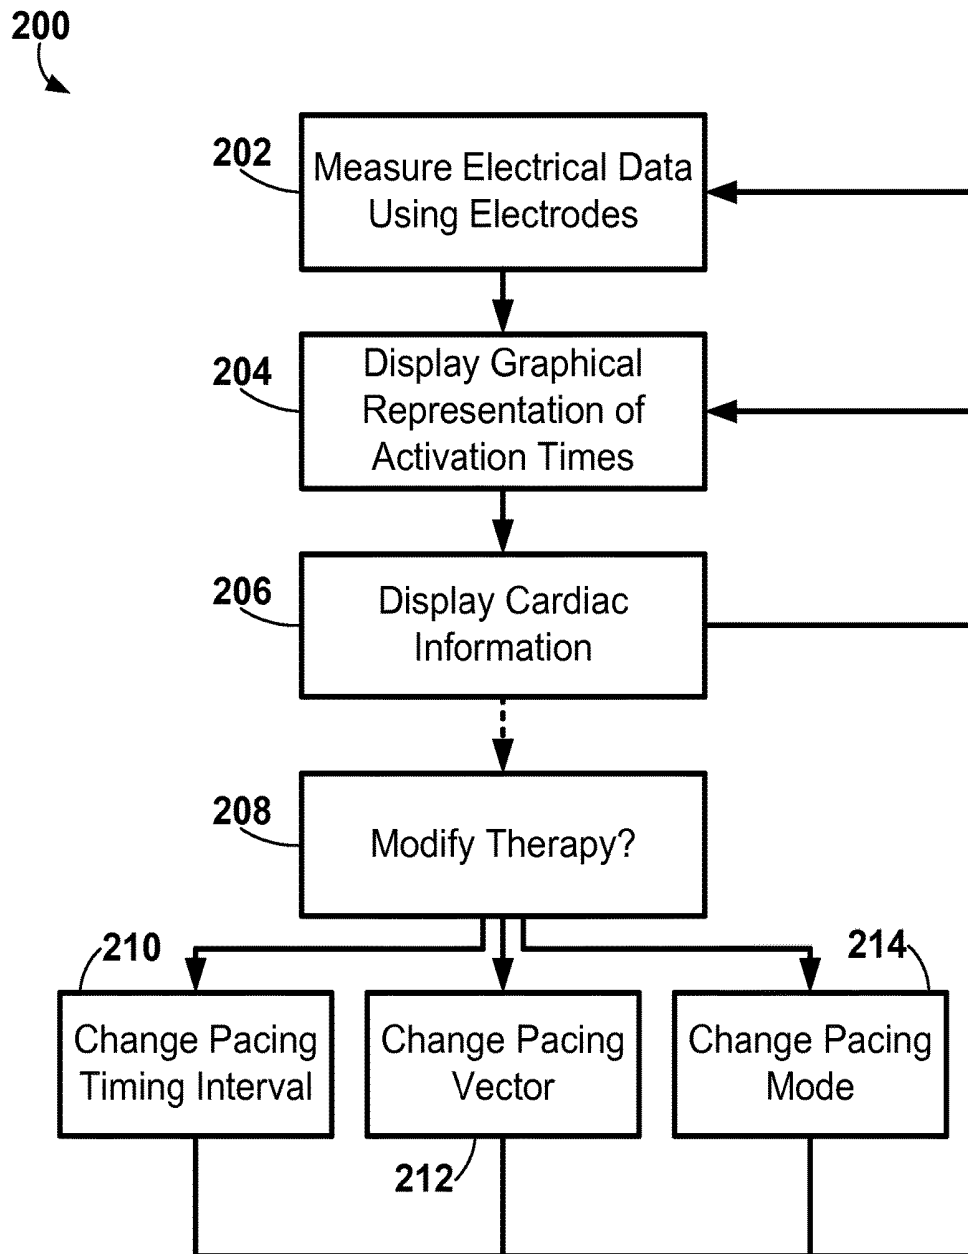 200
202
Measure Electrical Data
Using Electrodes
204
Display Graphical
Representation of
Activation Times
206
Display Cardiac
Information
208
Modify Therapy?
210
214
Change Pacing
Timing Interval
Change Pacing
Vector
Change Pacing
Mode
212